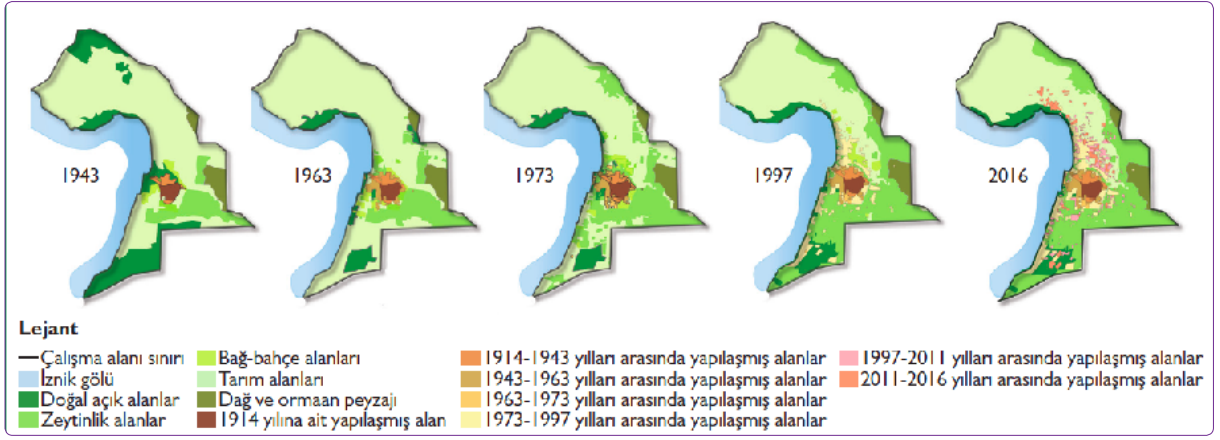 1943
1963
1973
1997
2016
Lejant
Çalışma alanı sınırı
İznik gölü
Doğal açık alanlar
Zeytinlik alanlar
Bağ-bahçe alanları
Tarım alanları
Dağ ve ormaan peyzajı
1914 yılına ait yapılaşmış alan
1914-1943 yılları arasında yapılaşmış alanlar
1943-1963 yılları arasında yapılaşmış alanlar
1963-1973 yılları arasında yapılaşmış alanlar
1973-1997 yılları arasında yapılaşmış alanlar
1997-2011 yılları arasında yapılaşmış alanlar
2011-2016 yılları arasında yapılaşmış alanlar